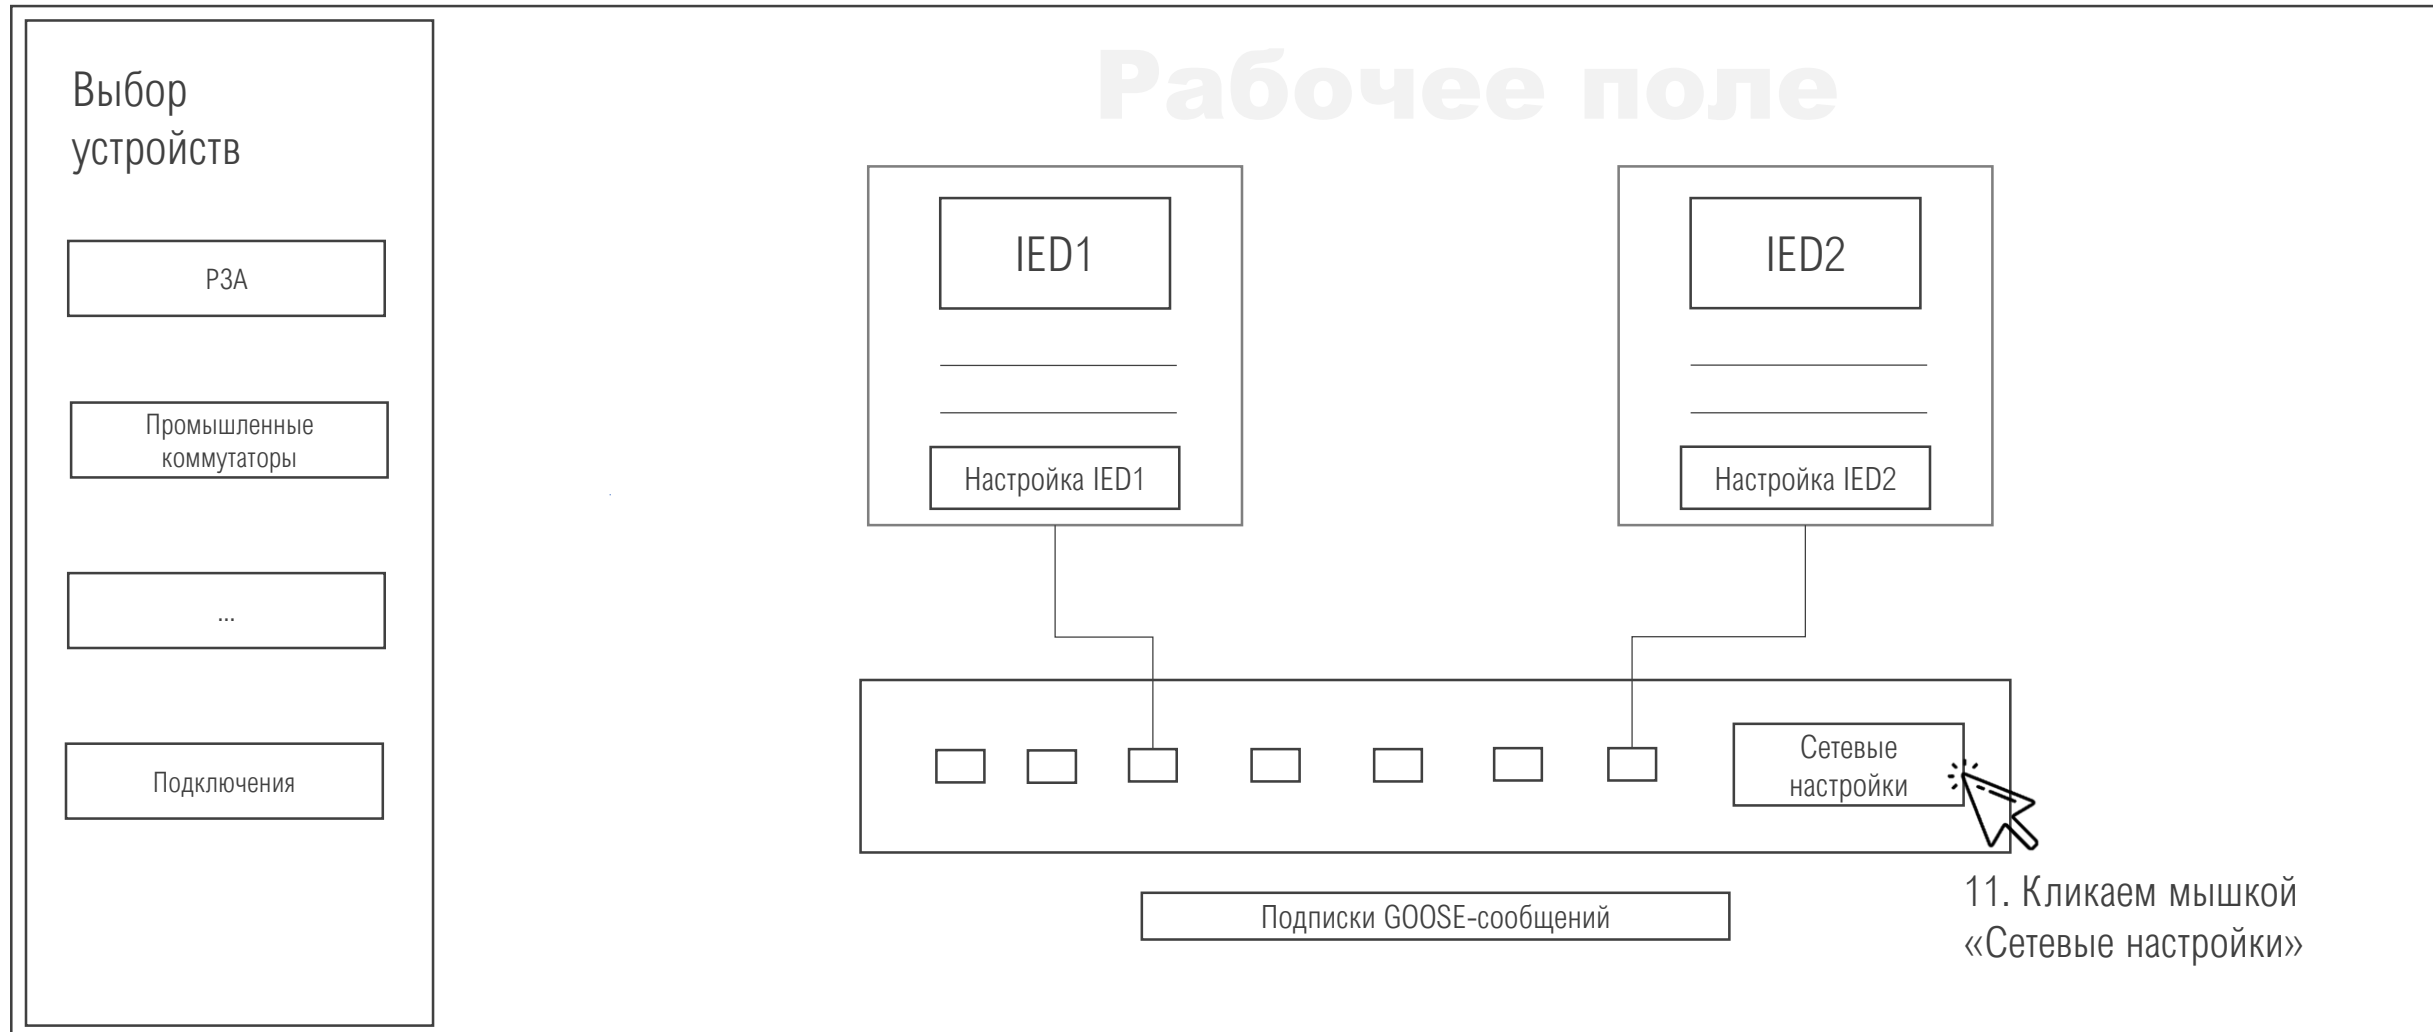 Рабочее поле
Выбор
устройств
РЗА
Промышленные
коммутаторы
...
Подключения
IED1
Настройка IED1
IED2
Настройка IED2
Сетевые
настройки
Подписки GOOSE-сообщений
11. Кликаем мышкой
«Сетевые настройки»